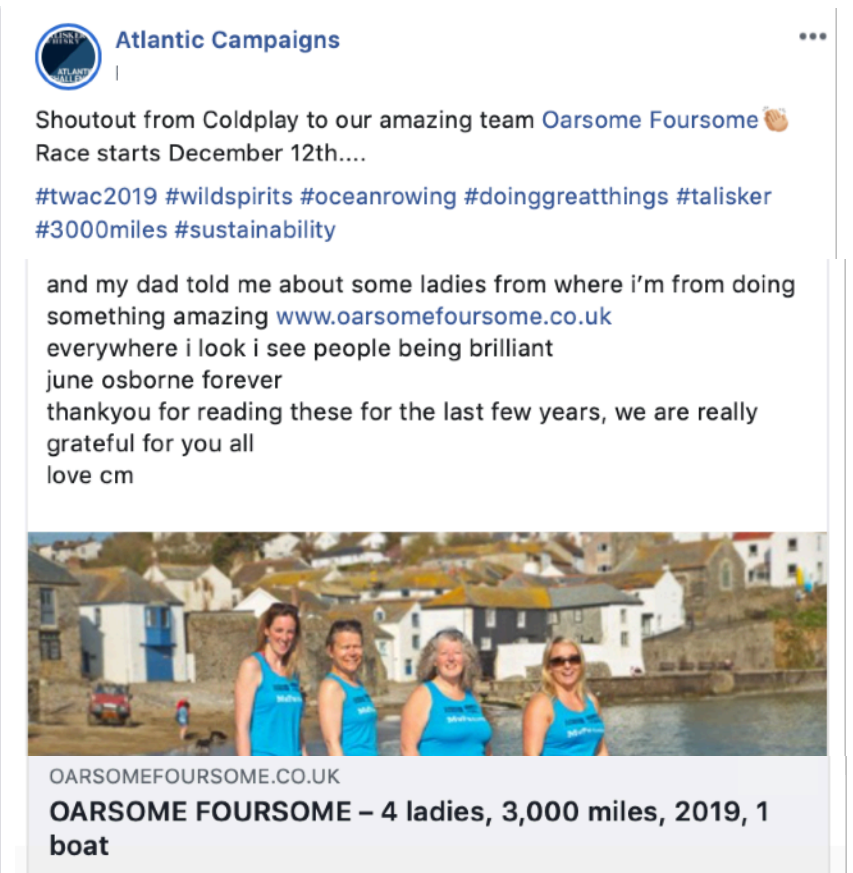 TALISKER
WHISKY
ATLANTIC
CHALLENGE
Atlantic Campaigns
Shoutout from Coldplay to our amazing team Oarsome Foursome👏🏼
Race starts December 12th....
#twac2019 #wildspirits #oceanrowing #doinggreatthings #talisker
#3000miles #sustainability
and my dad told me about some ladies from where i'm from doing
something amazing www.oarsomefoursome.co.uk
everywhere i look i see people being brilliant
june osborne forever
thankyou for reading these for the last few years, we are really
grateful for you all
love cm
OARSOMEFOURSOME.CO.UK
OARSOME FOURSOME – 4 ladies, 3,000 miles, 2019, 1
boat